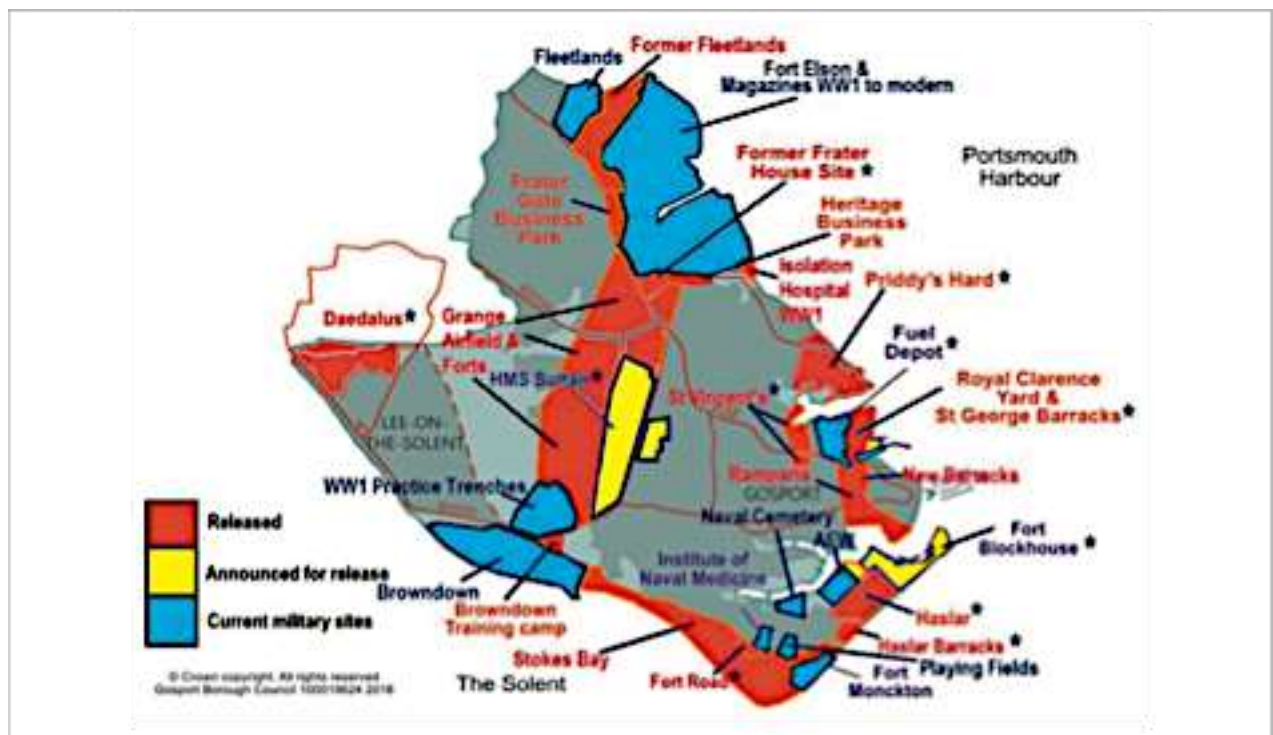 Fleetlands
Former Fleetlands
Fort Elson &
Magazines WW1 to modern
Portsmouth
Harbour
Former Frater
House Site *
Frater
Gate
Business
Park
Heritage
Business
Park
Isolation
Hospital
WW1
Priddy's Hard *
Daedalus *
Grange
Airfield &
Forts
HMS Sultan *
Fuel
Depot *
Royal Clarence
Yard &
St George Barracks *
St Vincent's *
LEE-ON-
THE-SOLENT
Ramparts
New Barracks
GOSPORT
WW1 Practice Trenches
Naval Cemetery
Fort
Blockhouse *
Institute of
Naval Medicine
Released
Announced for release
Current military sites
Browndown
Browndown
Training camp
Haslar *
Haslar Barracks *
Stokes Bay
Playing Fields
Fort Road *
Fort
Monckton
The Solent
© Crown copyright. All rights reserved
Gosport Borough Council 100019624 2016